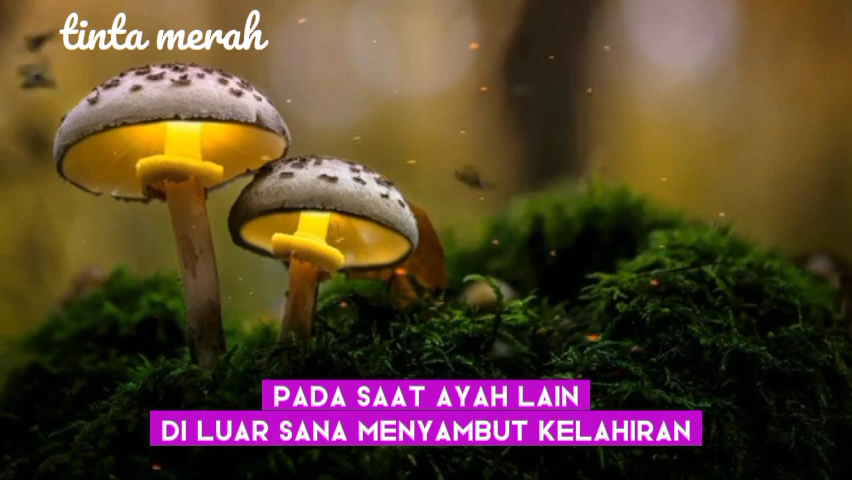 tinta merah
PADA SAAT AYAH LAIN
DI LUAR SANA MENYAMBUT KELAHIRAN